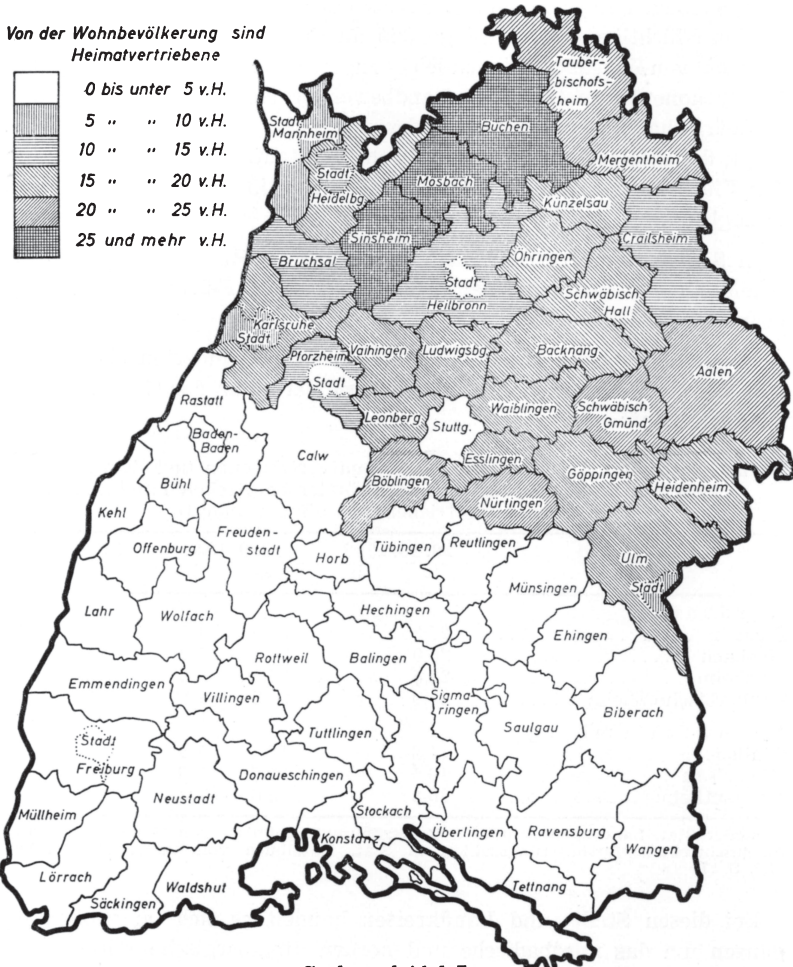 Von der Wohnbevölkerung sind
Heimatvertriebene
0 bis unter 5 v.H.
5 " " 10 v.H.
10 " " 15 v.H.
15 " " 20 v.H.
20 " " 25 v.H.
25 und mehr v.H.
Tauber-
bischofs-
heim
Stadt
Mannheim
Buchen
Mergentheim
Stadt
Heidelbg.
Mosbach
Künzelsau
Sinsheim
Crailsheim
Bruchsal
Öhringen
Stadt
Heilbronn
Schwäbisch
Hall
Karlsruhe
Stadt
Pforzheim
Stadt
Vaihingen
Ludwigsbg.
Backnang
Aalen
Rastatt
Leonberg
Stuttg.
Waiblingen
Schwäbisch
Gmünd
Baden-
Baden
Calw
Esslingen
Bühl
Böblingen
Göppingen
Heidenheim
Kehl
Nürtingen
Offenburg
Freuden-
stadt
Horb
Tübingen
Reutlingen
Ulm
Stadt
Münsingen
Lahr
Wolfach
Hechingen
Ehingen
Rottweil
Balingen
Emmendingen
Villingen
Sigma-
ringen
Saulgau
Biberach
Tuttlingen
Stadt
Freiburg
Neustadt
Donaueschingen
Müllheim
Stockach
Konstanz
Überlingen
Ravensburg
Wangen
Lörrach
Säckingen
Waldshut
Tettnang